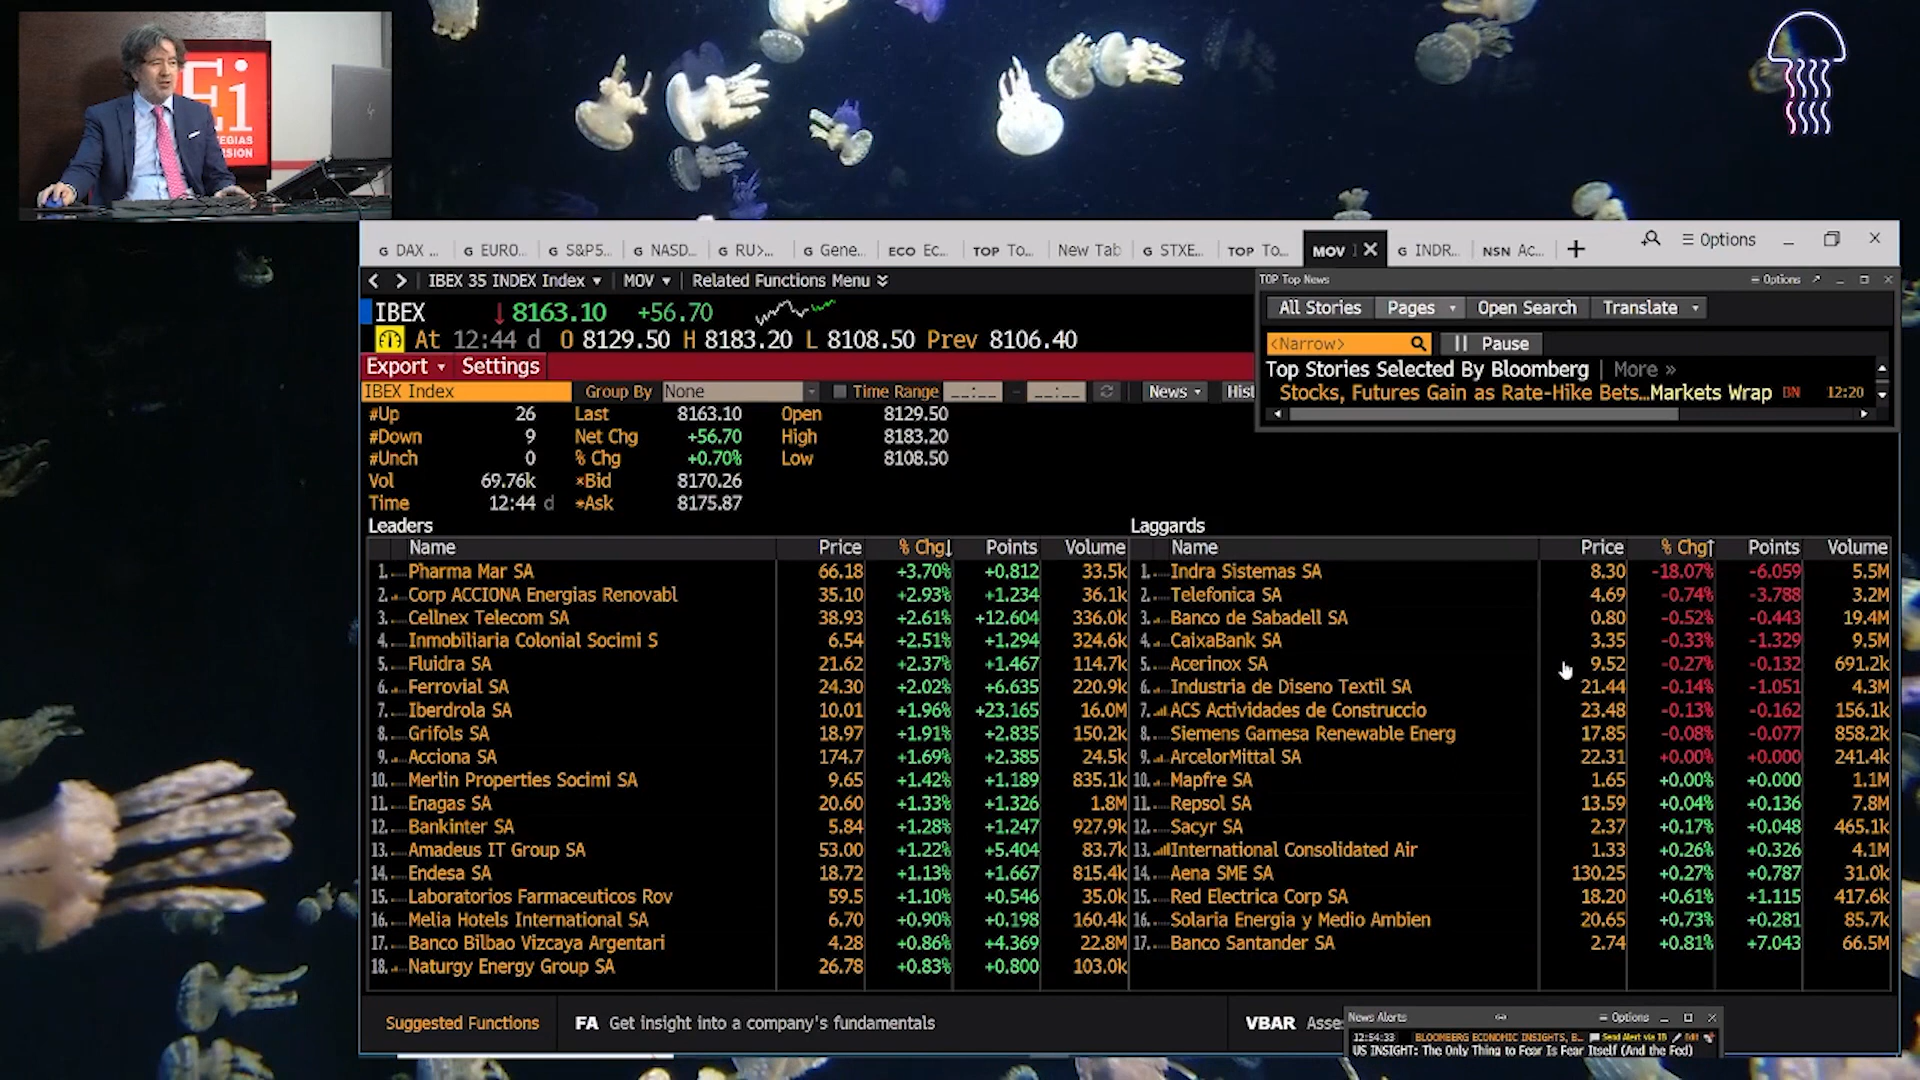 Ei
TEGIAS
RSION
G DAX ...
G EURO...
G S&P5...
G NASD...
G RU>...
G Gene...
ECO Ec...
TOP To...
New Tab
G STXE...
TOP To...
MOV
G INDR...
NSN Ac...
Options
IBEX 35 INDEX Index
MOV
Related Functions Menu
IBEX 8163.10 +56.70
At 12:44 d O 8129.50 H 8183.20 L 8108.50 Prev 8106.40
Export Settings
IBEX Index Group By None Time Range __:__ - __:__ News Hist
TOP Top News Options
All Stories Pages Open Search Translate
<Narrow> Pause
Top Stories Selected By Bloomberg | More »
Stocks, Futures Gain as Rate-Hike Bets...Markets Wrap BN 12:20
#Up 26 Last 8163.10 Open 8129.50
#Down 9 Net Chg +56.70 High 8183.20
#Unch 0 % Chg +0.70% Low 8108.50
Vol 69.76k Bid 8170.26
Time 12:44 d Ask 8175.87
Leaders
Name Price % Chg↓ Points Volume
1. Pharma Mar SA 66.18 +3.70% +0.812 33.5k
2. Corp ACCIONA Energias Renovabl 35.10 +2.93% +1.234 36.1k
3. Cellnex Telecom SA 38.93 +2.61% +12.604 336.0k
4. Inmobiliaria Colonial Socimi S 6.54 +2.51% +1.294 324.6k
5. Fluidra SA 21.62 +2.37% +1.467 114.7k
6. Ferrovial SA 24.30 +2.02% +6.635 220.9k
7. Iberdrola SA 10.01 +1.96% +23.165 16.0M
8. Grifols SA 18.97 +1.91% +2.835 150.2k
9. Acciona SA 174.7 +1.69% +2.385 24.5k
10. Merlin Properties Socimi SA 9.65 +1.42% +1.189 835.1k
11. Enagas SA 20.60 +1.33% +1.326 1.8M
12. Bankinter SA 5.84 +1.28% +1.247 927.9k
13. Amadeus IT Group SA 53.00 +1.22% +5.404 83.7k
14. Endesa SA 18.72 +1.13% +1.667 815.4k
15. Laboratorios Farmaceuticos Rov 59.5 +1.10% +0.546 35.0k
16. Melia Hotels International SA 6.70 +0.90% +0.198 160.4k
17. Banco Bilbao Vizcaya Argentari 4.28 +0.86% +4.369 22.8M
18. Naturgy Energy Group SA 26.78 +0.83% +0.800 103.0k
Laggards
Name Price % Chg↑ Points Volume
1. Indra Sistemas SA 8.30 -18.07% -6.059 5.5M
2. Telefonica SA 4.69 -0.74% -3.788 3.2M
3. Banco de Sabadell SA 0.80 -0.52% -0.443 19.4M
4. CaixaBank SA 3.35 -0.33% -1.329 9.5M
5. Acerinox SA 9.52 -0.27% -0.132 691.2k
6. Industria de Diseno Textil SA 21.44 -0.14% -1.051 4.3M
7. ACS Actividades de Construccio 23.48 -0.13% -0.162 156.1k
8. Siemens Gamesa Renewable Energ 17.85 -0.08% -0.077 858.2k
9. ArcelorMittal SA 22.31 +0.00% +0.000 241.4k
10. Mapfre SA 1.65 +0.00% +0.000 1.1M
11. Repsol SA 13.59 +0.04% +0.136 7.8M
12. Sacyr SA 2.37 +0.17% +0.048 465.1k
13. International Consolidated Air 1.33 +0.26% +0.326 4.1M
14. Aena SME SA 130.25 +0.27% +0.787 31.0k
15. Red Electrica Corp SA 18.20 +0.61% +1.115 417.6k
16. Solaria Energia y Medio Ambien 20.65 +0.73% +0.281 85.7k
17. Banco Santander SA 2.74 +0.81% +7.043 66.5M
Suggested Functions FA Get insight into a company's fundamentals VBAR Asse
News Alerts Options
12:54:33 BLOOMBERG ECONOMIC INSIGHTS, B... Send Alert via IB Edit
US INSIGHT: The Only Thing to Fear Is Fear Itself (And the Fed)